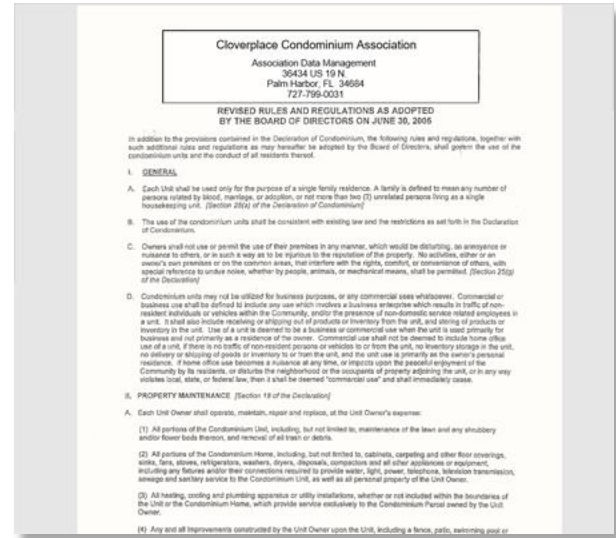 Cloverplace Condominium Association
Association Data Management
36434 US 19 N.
Palm Harbor, FL 34684
727-799-0031
REVISED RULES AND REGULATIONS AS ADOPTED
BY THE BOARD OF DIRECTORS ON JUNE 30, 2005
In addition to the provisions contained in the Declaration of Condominium, the following rules and regulations, together with
such additional rules and regulations as may hereafter be adopted by the Board of Directors, shall govern the use of the
condominium units and the conduct of all residents thereof.
I. GENERAL
A. Each Unit shall be used only for the purpose of a single family residence. A family is defined to mean any number of
persons related by blood, marriage, or adoption, or not more than two (2) unrelated persons living as a single
housekeeping unit. [Section 25(a) of the Declaration of Condominium]
B. The use of the condominium units shall be consistent with existing law and the restrictions as set forth in the Declaration
of Condominium.
C. Owners shall not use or permit the use of their premises in any manner, which would be disturbing, an annoyance or
nuisance to others, or in such a way as to be injurious to the reputation of the property. No activities, either or an
owner's own premises or on the common areas, that interfere with the rights, comfort, or convenience of others, with
special reference to undue noise, whether by people, animals, or mechanical means, shall be permitted. [Section 25(g)
of the Declaration]
D. Condominium units may not be utilized for business purposes, or any commercial uses whatsoever. Commercial or
business use shall be defined to include any use which involves a business enterprise which results in traffic of non-
resident individuals or vehicles within the Community, and/or the presence of non-domestic service related employees in
a unit. It shall also include receiving or shipping out of products or inventory from the unit, and storing of products or
inventory in the unit. Use of a unit is deemed to be a business or commercial use when the unit is used primarily for
business and not primarily as a residence of the owner. Commercial use shall not be deemed to include home office
use of a unit, if there is no traffic of non-resident persons or vehicles to or from the unit, no inventory storage in the unit,
no delivery or shipping of goods or inventory to or from the unit, and the unit use is primarily as the owner's personal
residence. If home office use becomes a nuisance at any time, or impacts upon the peaceful enjoyment of the
Community by its residents, or disturbs the neighborhood or the occupants of property adjoining the unit, or in any way
violates local, state, or federal law, then it shall be deemed "commercial use" and shall immediately cease.
II. PROPERTY MAINTENANCE [Section 19 of the Declaration]
A. Each Unit Owner shall operate, maintain, repair and replace, at the Unit Owner's expense:
(1) All portions of the Condominium Unit, including, but not limited to, maintenance of the lawn and any shrubbery
and/or flower beds thereon, and removal of all trash or debris.
(2) All portions of the Condominium Home, including, but not limited to, cabinets, carpeting and other floor coverings,
sinks, fans, stoves, refrigerators, washers, dryers, disposals, compactors and all other appliances or equipment,
including any fixtures and/or their connections required to provide water, light, power, telephone, television transmission,
sewage and sanitary service to the Condominium Unit, as well as all personal property of the Unit Owner.
(3) All heating, cooling and plumbing apparatus or utility installations, whether or not included within the boundaries of
the Unit or the Condominium Home, which provide service exclusively to the Condominium Parcel owned by the Unit
Owner.
(4) Any and all improvements constructed by the Unit Owner upon the Unit, including a fence, patio, swimming pool or